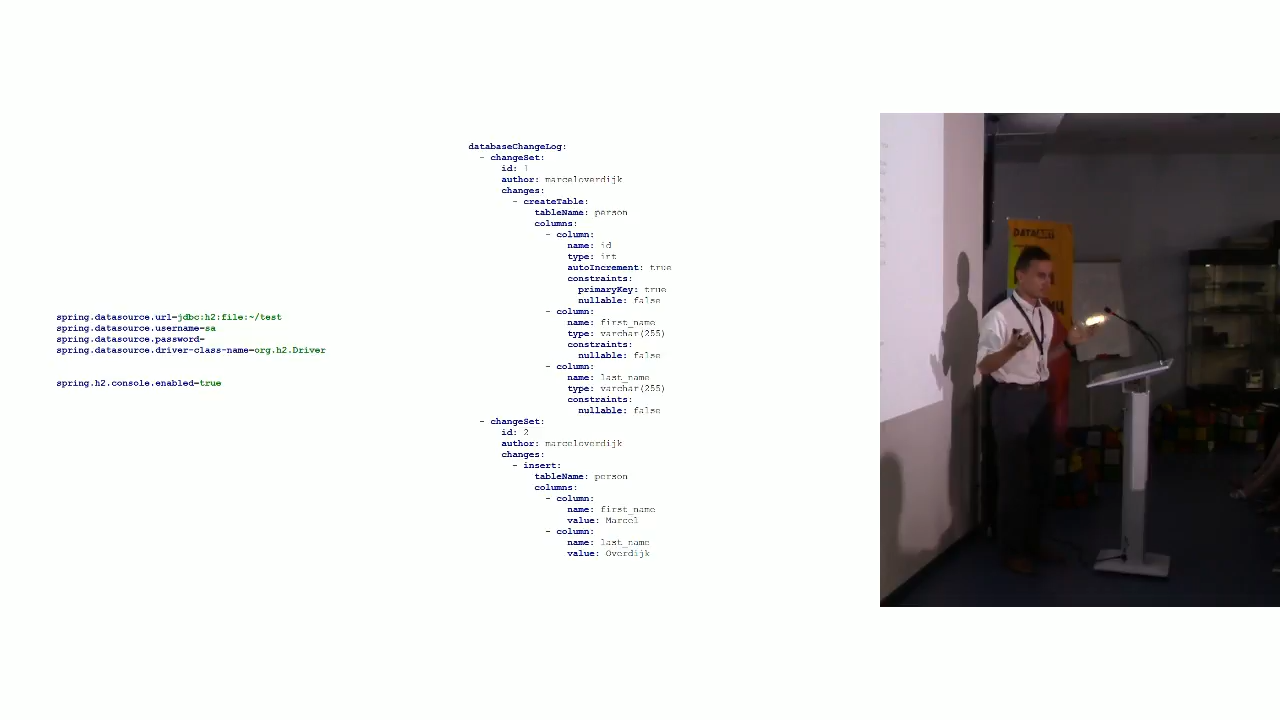 spring.datasource.url=jdbc:h2:file:~/test
spring.datasource.username=sa
spring.datasource.password=
spring.datasource.driver-class-name=org.h2.Driver
spring.h2.console.enabled=true
databaseChangeLog:
- changeSet:
id: 1
author: marceloverdijk
changes:
- createTable:
tableName: person
columns:
- column:
name: id
type: int
autoIncrement: true
constraints:
primaryKey: true
nullable: false
- column:
name: first_name
type: varchar(255)
constraints:
nullable: false
- column:
name: last_name
type: varchar(255)
constraints:
nullable: false
- changeSet:
id: 2
author: marceloverdijk
changes:
- insert:
tableName: person
columns:
- column:
name: first_name
value: Marcel
- column:
name: last_name
value: Overdijk